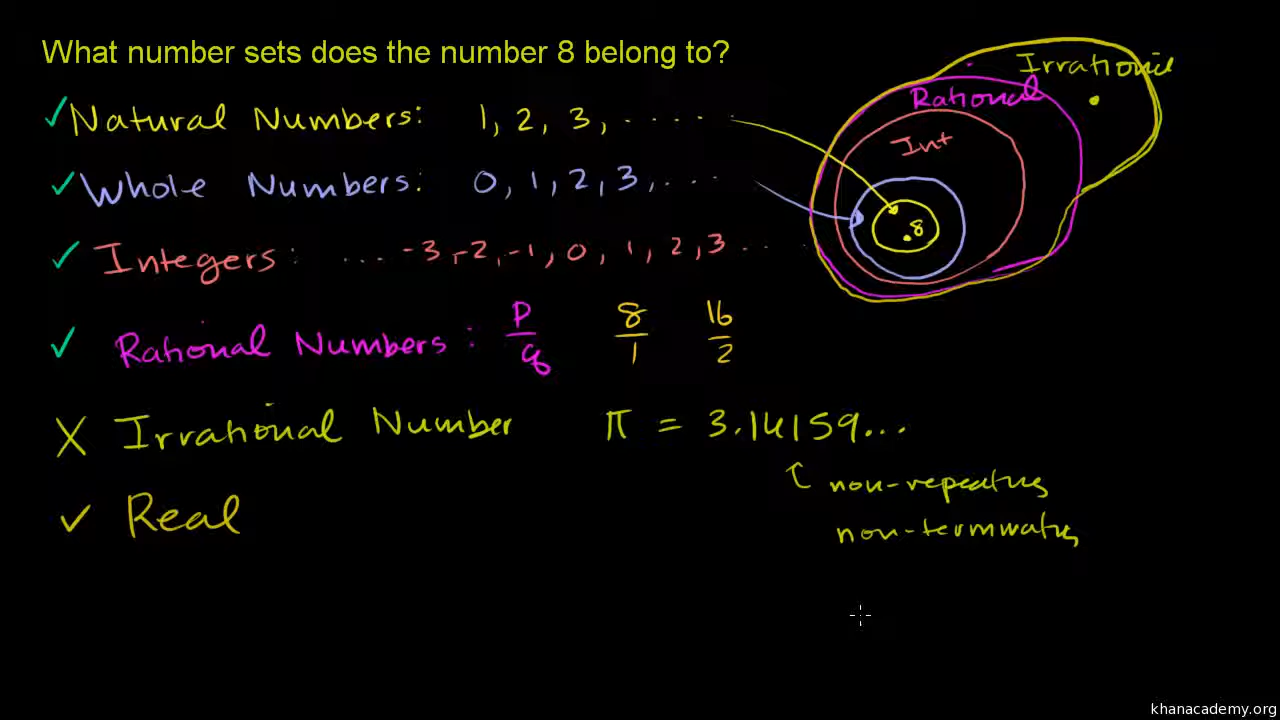 What number sets does the number 8 belong to?
✓ Natural Numbers: 1, 2, 3, .....
✓ Whole Numbers: 0, 1, 2, 3, ...
✓ Integers: ... -3, -2, -1, 0, 1, 2, 3 ...
✓ Rational Numbers: p/q 8/1 16/2
X Irrational Number π = 3.14159...
non-repeating
non-terminating
✓ Real
Irrational
Rational
Int
8
khanacademy.org